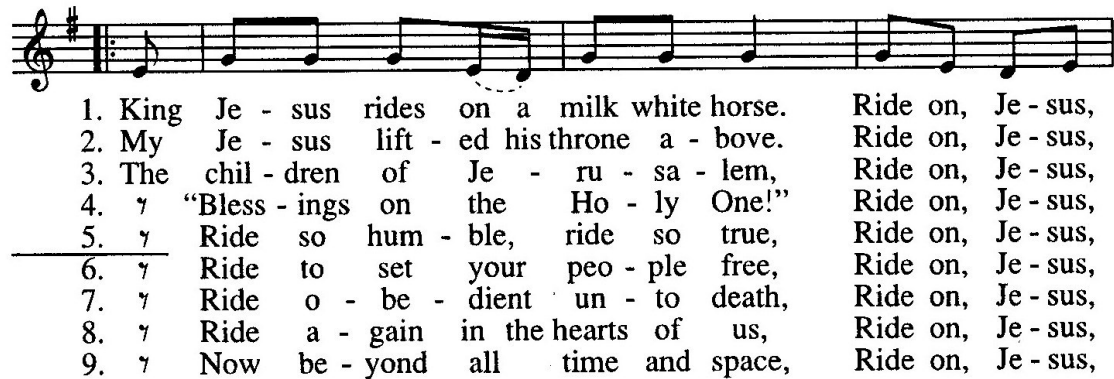 1. King Je - sus rides on a milk white horse. Ride on, Je - sus,
2. My Je - sus lift - ed his throne a - bove. Ride on, Je - sus,
3. The chil - dren of Je - ru - sa - lem, Ride on, Je - sus,
4. “Bless - ings on the Ho - ly One!” Ride on, Je - sus,
5. Ride so hum - ble, ride so true, Ride on, Je - sus,
6. Ride to set your peo - ple free, Ride on, Je - sus,
7. Ride o - be - dient un - to death, Ride on, Je - sus,
8. Ride a - gain in the hearts of us, Ride on, Je - sus,
9. Now be - yond all time and space, Ride on, Je - sus,